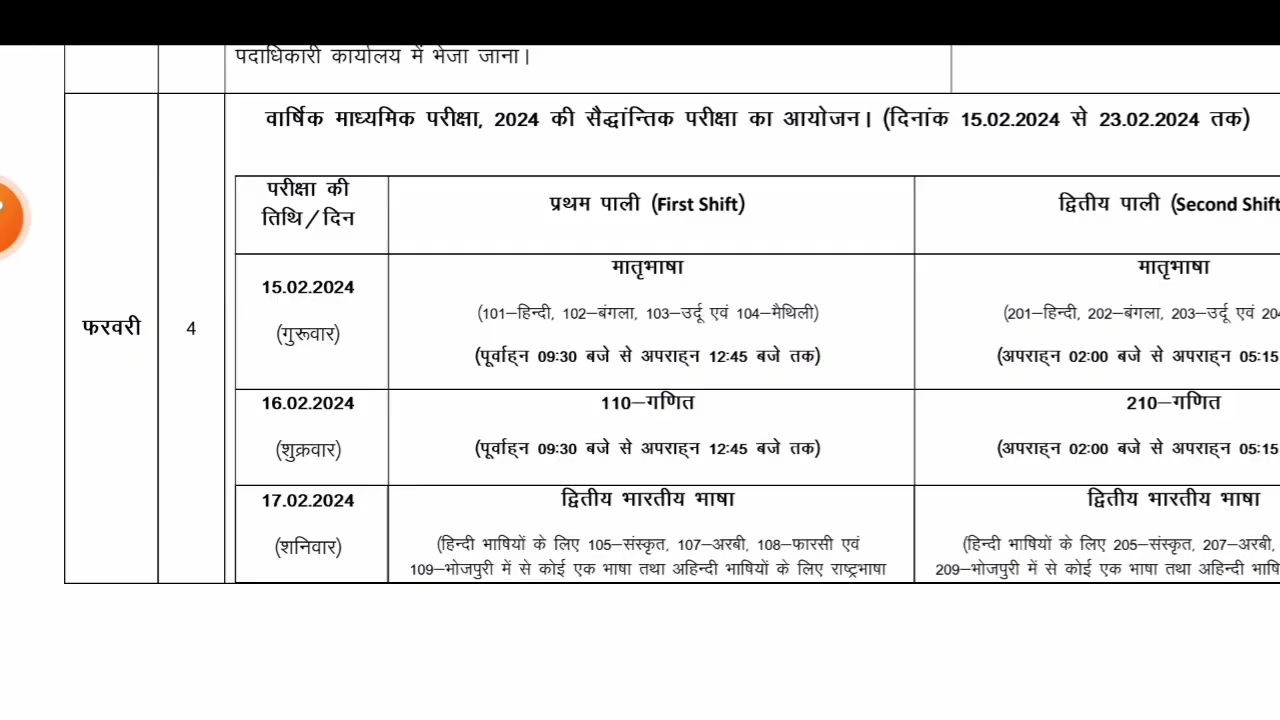 पदाधिकारी कार्यालय में भेजा जाना।
वार्षिक माध्यमिक परीक्षा, 2024 की सैद्धांन्तिक परीक्षा का आयोजन। (दिनांक 15.02.2024 से 23.02.2024 तक)
परीक्षा की
तिथि/दिन
प्रथम पाली (First Shift)
द्वितीय पाली (Second Shift
फरवरी
4
15.02.2024
(गुरूवार)
मातृभाषा
(101–हिन्दी, 102–बंगला, 103–उर्दू एवं 104–मैथिली)
(पूर्वाह्न 09:30 बजे से अपराह्न 12:45 बजे तक)
मातृभाषा
(201–हिन्दी, 202–बंगला, 203–उर्दू एवं 204
(अपराह्न 02:00 बजे से अपराह्न 05:15
16.02.2024
(शुक्रवार)
110–गणित
(पूर्वाह्न 09:30 बजे से अपराह्न 12:45 बजे तक)
210–गणित
(अपराह्न 02:00 बजे से अपराह्न 05:15
17.02.2024
(शनिवार)
द्वितीय भारतीय भाषा
(हिन्दी भाषियों के लिए 105–संस्कृत, 107–अरबी, 108–फारसी एवं
109–भोजपुरी में से कोई एक भाषा तथा अहिन्दी भाषियों के लिए राष्ट्रभाषा
द्वितीय भारतीय भाषा
(हिन्दी भाषियों के लिए 205–संस्कृत, 207–अरबी,
209–भोजपुरी में से कोई एक भाषा तथा अहिन्दी भाषि